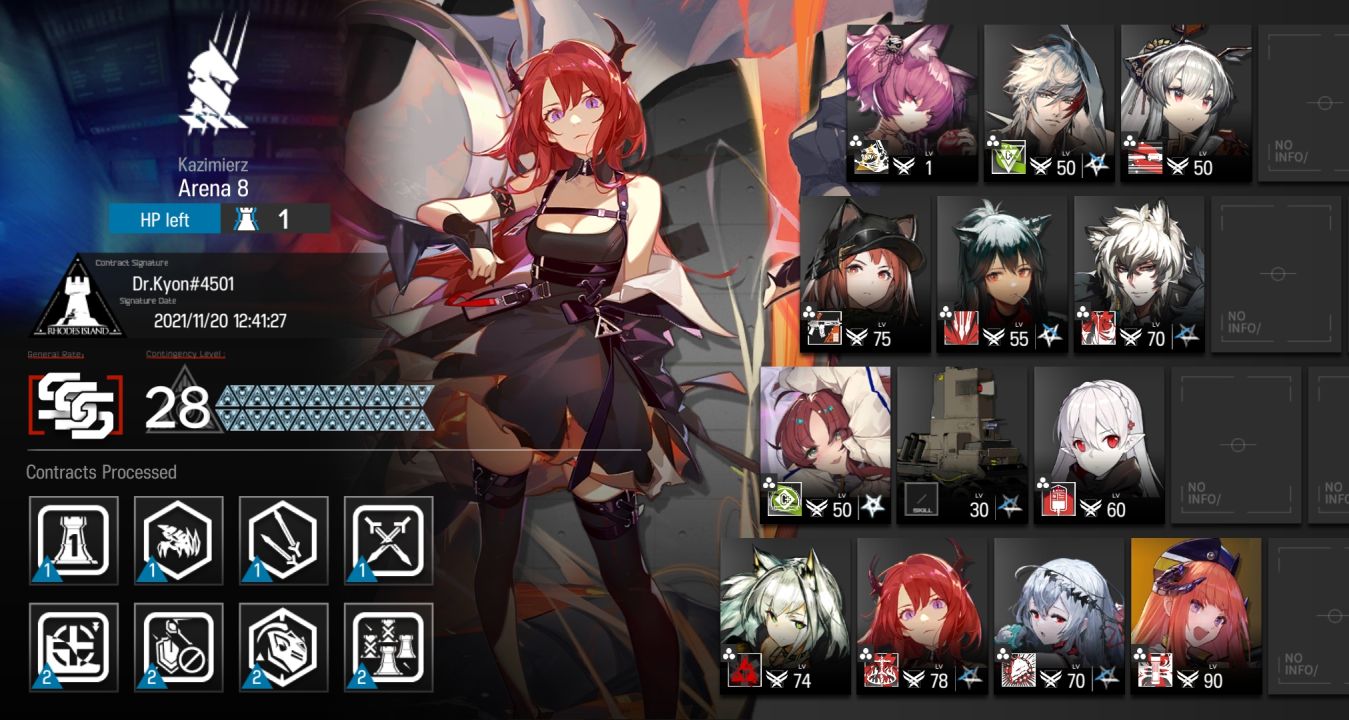 Kazimierz
Arena 8
HP left 1
Contract Signature
Dr.Kyon#4501
Signature Date
2021/11/20 12:41:27
RHODES ISLAND
General Rate:
Contingency Level:
28
Contracts Processed
1 1 1 1
2 2 2 2
LV 1
LV 50
LV 50
NO INFO/
LV 75
LV 55
LV 70
NO INFO/
LV 50
SKILL
LV 30
LV 60
NO INFO/
NO INFO/
LV 74
LV 78
LV 70
LV 90
NO INFO/